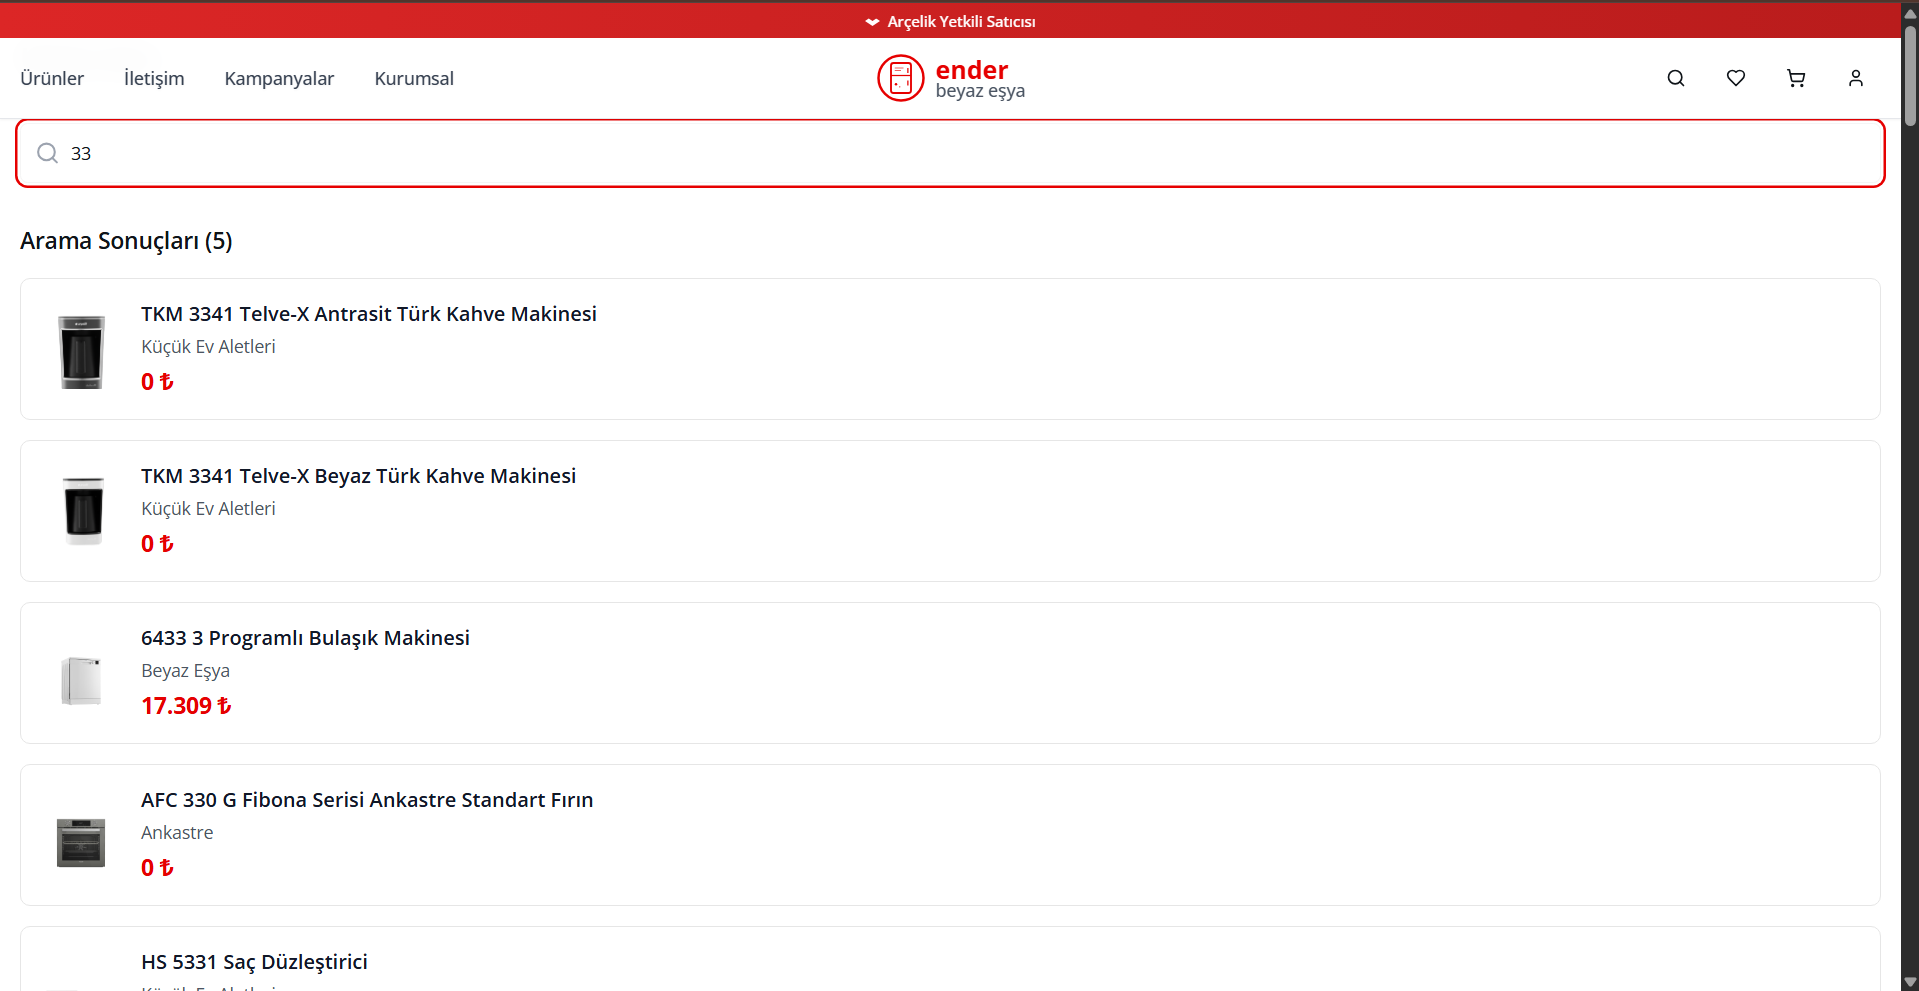 Arçelik Yetkili Satıcısı
Ürünler
İletişim
Kampanyalar
Kurumsal
ender
beyaz eşya
33
Arama Sonuçları (5)
TKM 3341 Telve-X Antrasit Türk Kahve Makinesi
Küçük Ev Aletleri
0 ₺
TKM 3341 Telve-X Beyaz Türk Kahve Makinesi
Küçük Ev Aletleri
0 ₺
6433 3 Programlı Bulaşık Makinesi
Beyaz Eşya
17.309 ₺
AFC 330 G Fibona Serisi Ankastre Standart Fırın
Ankastre
0 ₺
HS 5331 Saç Düzleştirici